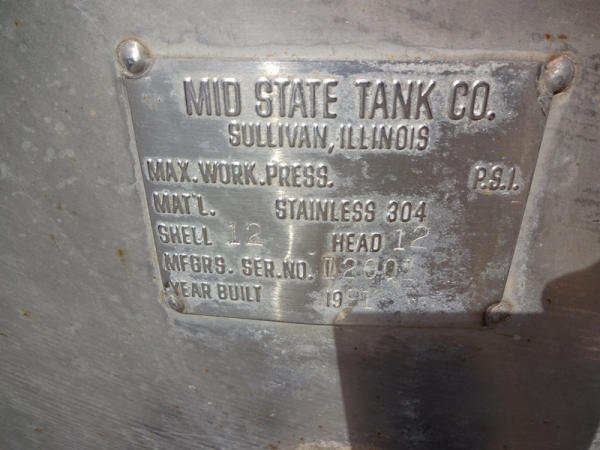 MID STATE TANK CO.
SULLIVAN, ILLINOIS
MAX. WORK. PRESS. P.S.I.
MAT'L. STAINLESS 304
SHELL 12 HEAD 12
MFGRS. SER. NO.
YEAR BUILT